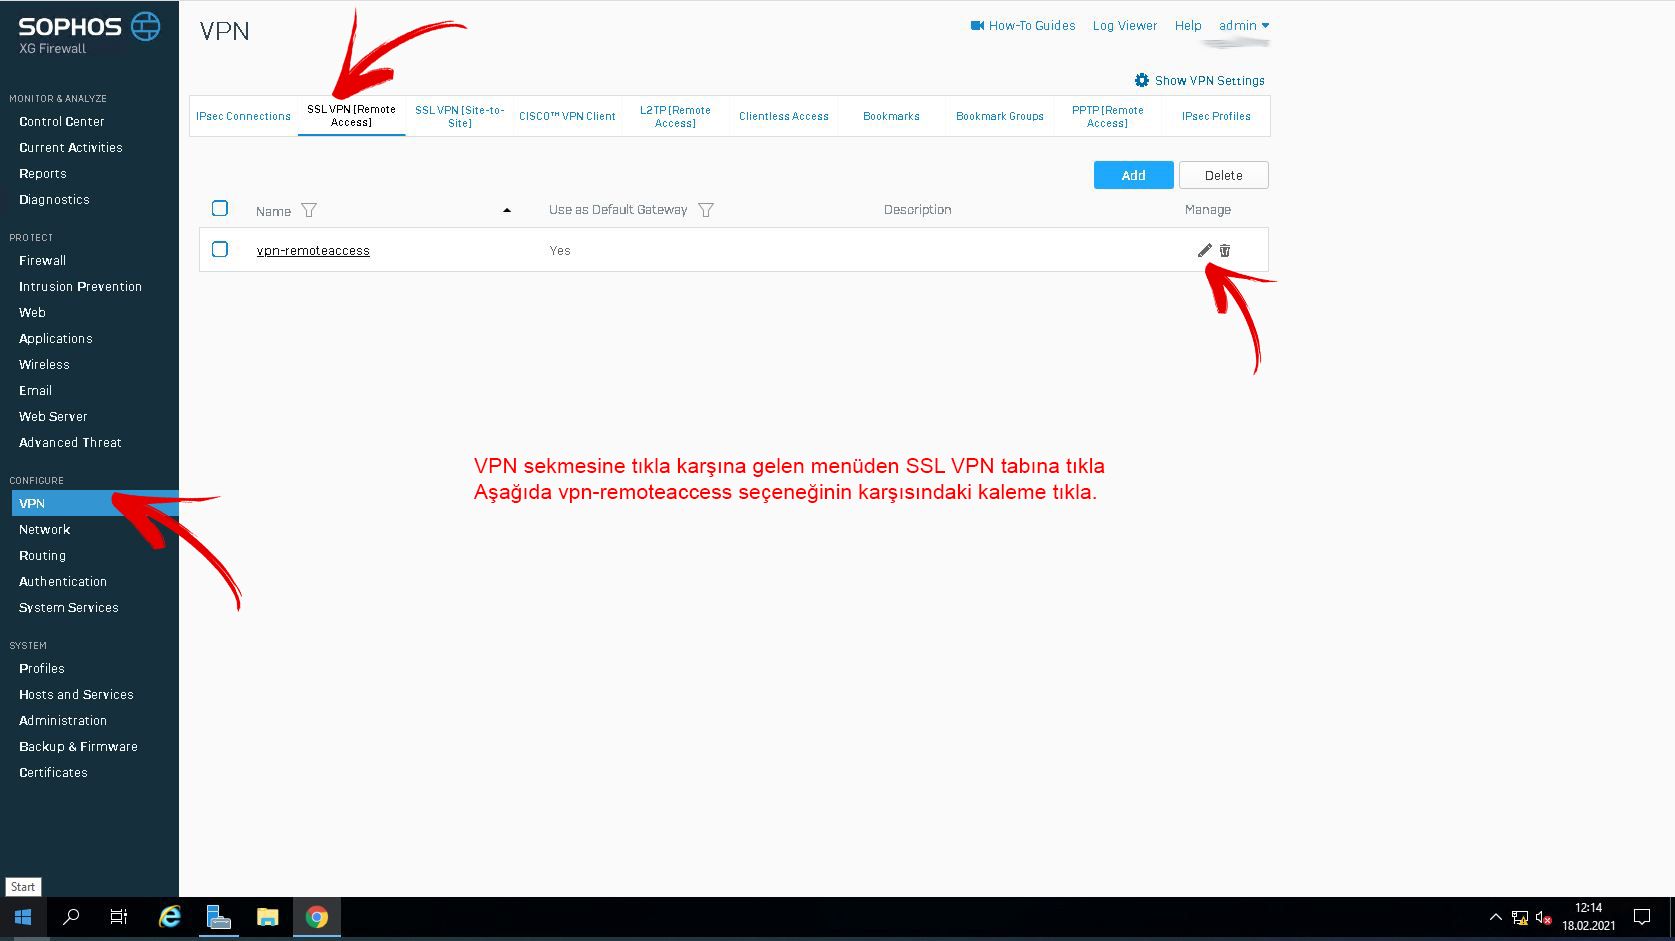 SOPHOS
XG Firewall
MONITOR & ANALYZE
Control Center
Current Activities
Reports
Diagnostics
PROTECT
Firewall
Intrusion Prevention
Web
Applications
Wireless
Email
Web Server
Advanced Threat
CONFIGURE
VPN
Network
Routing
Authentication
System Services
SYSTEM
Profiles
Hosts and Services
Administration
Backup & Firmware
Certificates
VPN
How-To Guides
Log Viewer
Help
admin
Show VPN Settings
IPsec Connections
SSL VPN [Remote
Access]
SSL VPN [Site-to-
Site]
CISCO™ VPN Client
L2TP [Remote
Access]
Clientless Access
Bookmarks
Bookmark Groups
PPTP [Remote
Access]
IPsec Profiles
Add
Delete
Name
Use as Default Gateway
Description
Manage
vpn-remoteaccess
Yes
VPN sekmesine tıkla karşına gelen menüden SSL VPN tabına tıkla
Aşağıda vpn-remoteaccess seçeneğinin karşısındaki kaleme tıkla.
Start
12:14
18.02.2021